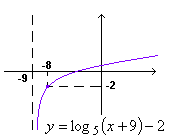 -8
-9
-2
y = log₅(x+9) − 2